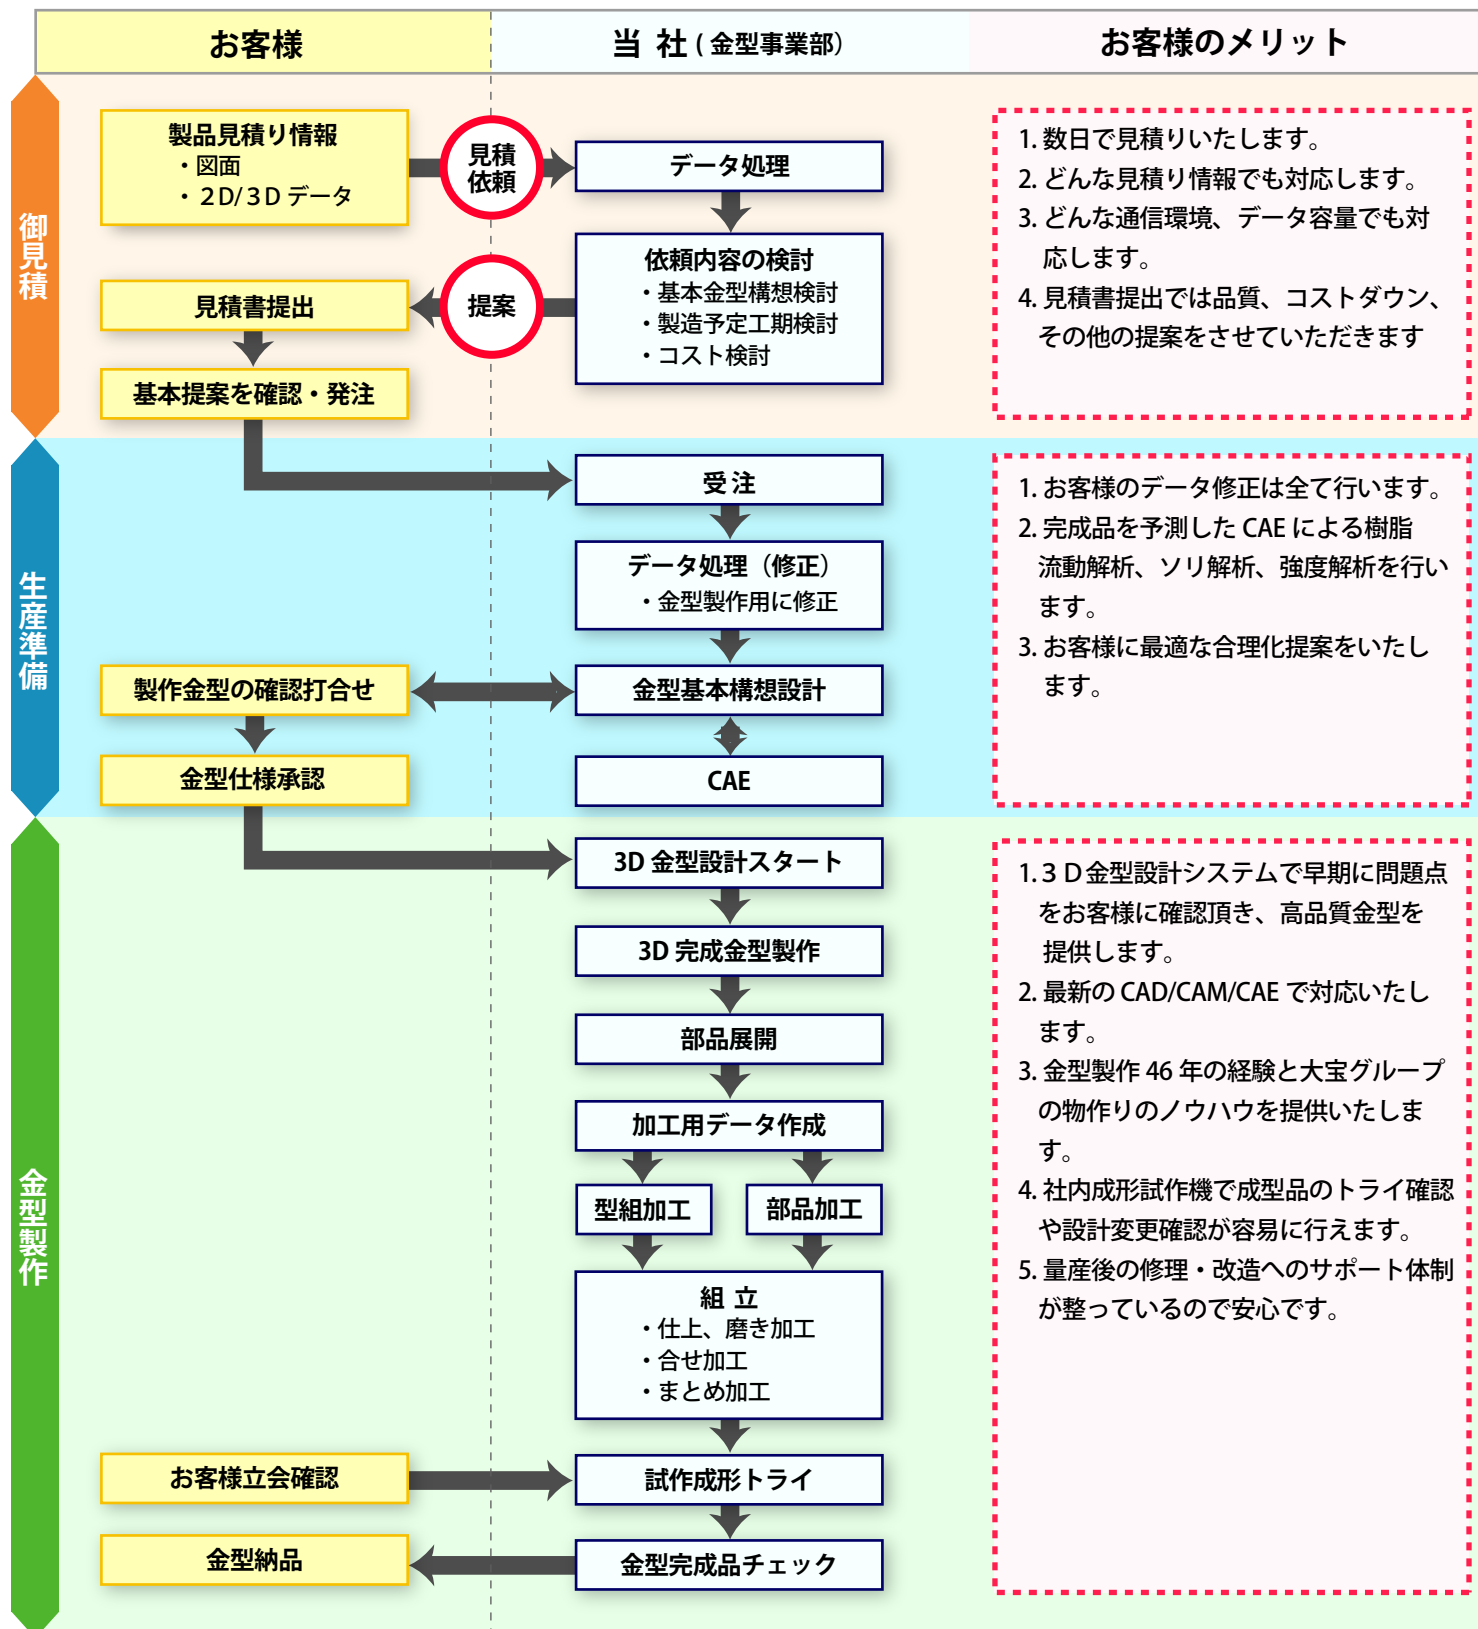 お客様
当 社 ( 金型事業部)
お客様のメリット
御見積
製品見積り情報
・図面
・２D/３D データ
見積
依頼
データ処理
依頼内容の検討
・基本金型構想検討
・製造予定工期検討
・コスト検討
提案
見積書提出
基本提案を確認・発注
1. 数日で見積りいたします。
2. どんな見積り情報でも対応します。
3. どんな通信環境、データ容量でも対
応します。
4. 見積書提出では品質、コストダウン、
その他の提案をさせていただきます
生産準備
受 注
データ処理（修正）
・金型製作用に修正
製作金型の確認打合せ
金型基本構想設計
金型仕様承認
CAE
1. お客様のデータ修正は全て行います。
2. 完成品を予測した CAE による樹脂
流動解析、ソリ解析、強度解析を行い
ます。
3. お客様に最適な合理化提案をいたし
ます。
金型製作
3D 金型設計スタート
3D 完成金型製作
部品展開
加工用データ作成
型組加工
部品加工
組 立
・仕上、磨き加工
・合せ加工
・まとめ加工
お客様立会確認
試作成形トライ
金型納品
金型完成品チェック
1.３Ｄ金型設計システムで早期に問題点
をお客様に確認頂き、高品質金型を
提供します。
2. 最新の CAD/CAM/CAE で対応いたし
ます。
3. 金型製作 46 年の経験と大宝グループ
の物作りのノウハウを提供いたしま
す。
4. 社内成形試作機で成型品のトライ確認
や設計変更確認が容易に行えます。
5. 量産後の修理・改造へのサポート体制
が整っているので安心です。